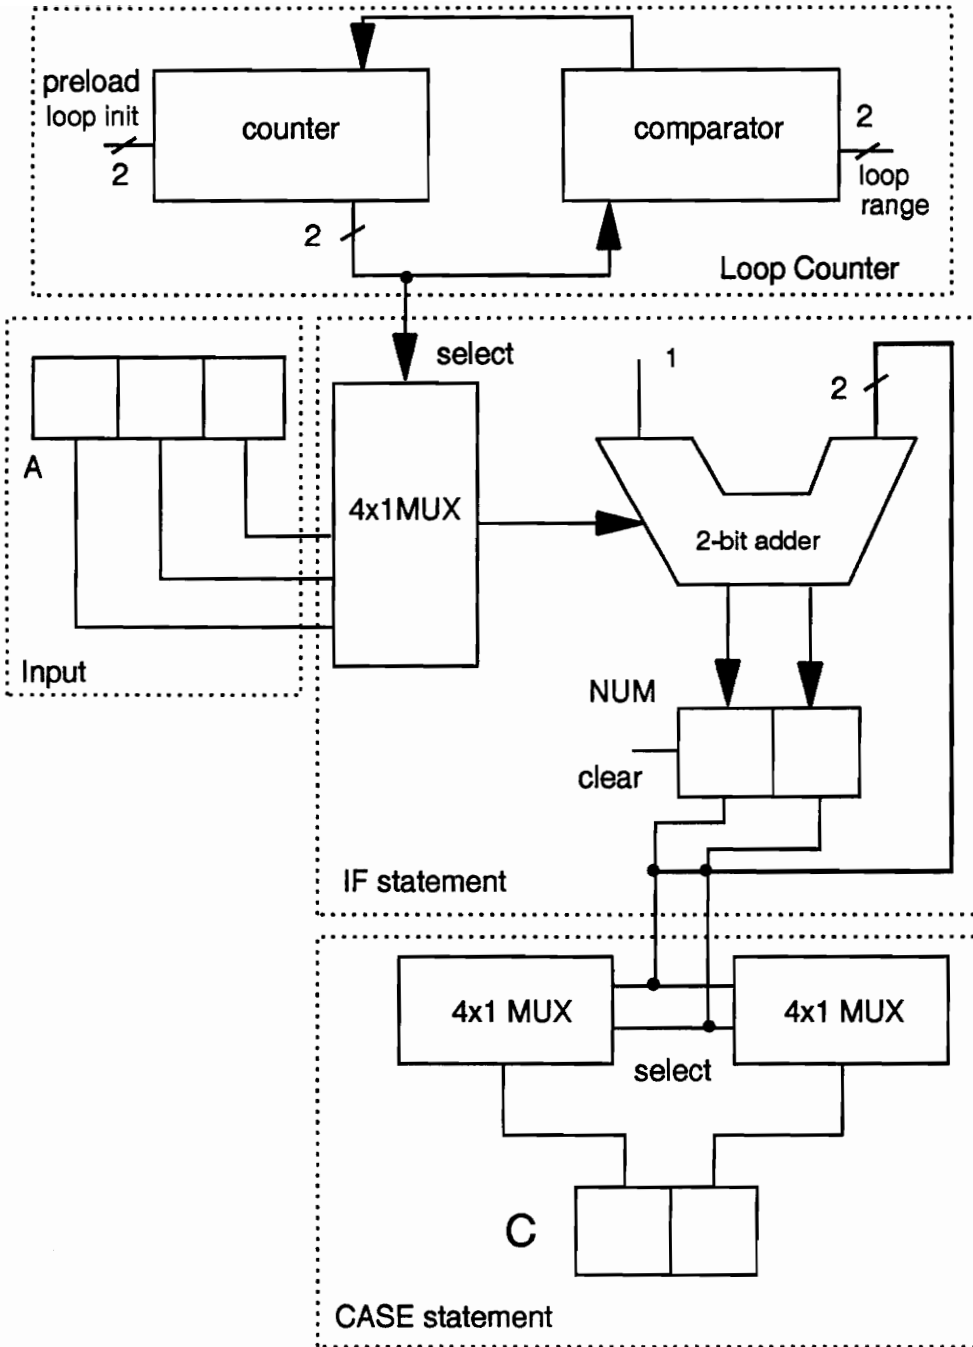 preload
loop init
2
counter
comparator
2
loop
range
2
Loop Counter
select
1
2
A
4x1MUX
2-bit adder
Input
NUM
clear
IF statement
4x1 MUX
4x1 MUX
select
C
CASE statement